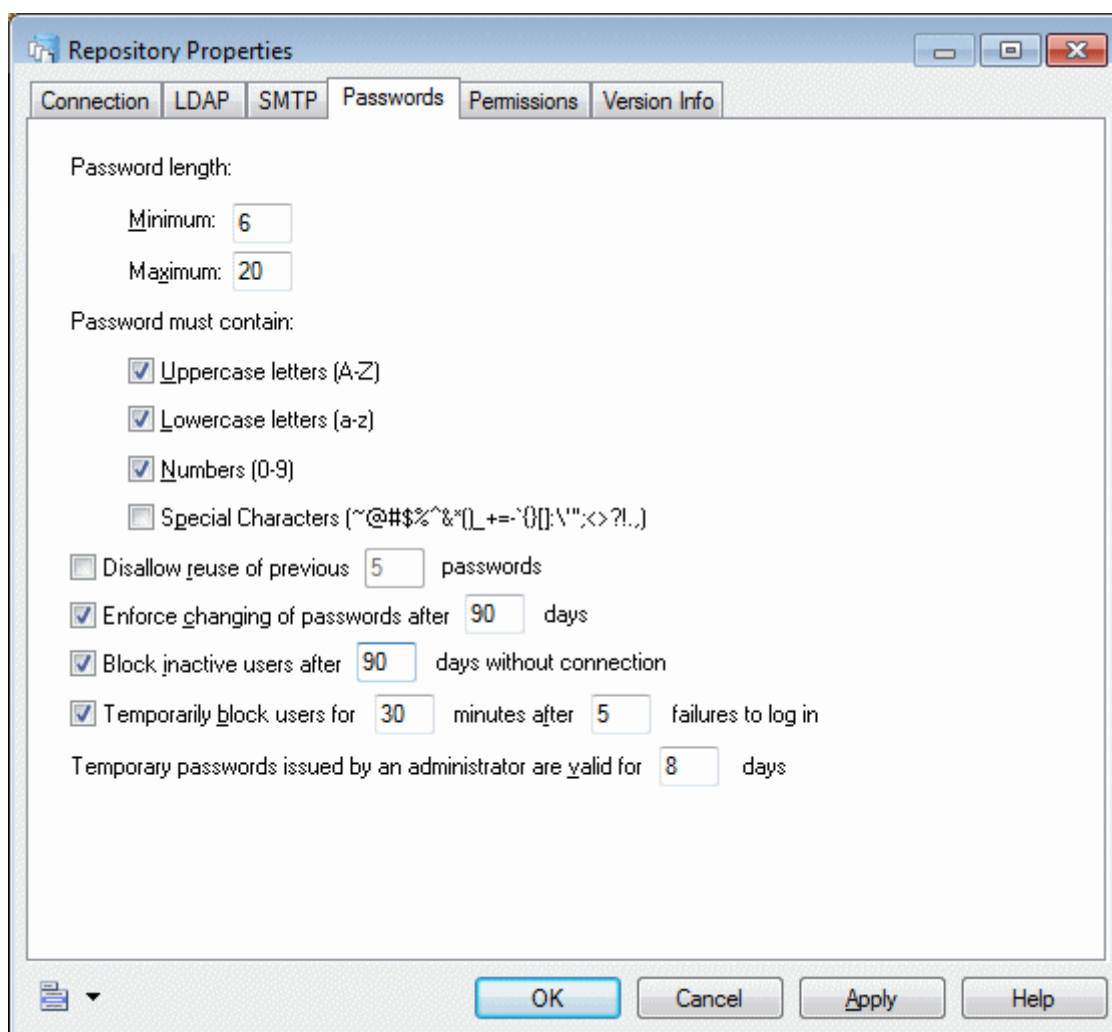 Repository Properties
Connection LDAP SMTP Passwords Permissions Version Info
Password length:
Minimum: 6
Maximum: 20
Password must contain:
Uppercase letters (A-Z)
Lowercase letters (a-z)
Numbers (0-9)
Special Characters (~@#$%^&*()_+=-`{}[]:\'";<>?!.,)
Disallow reuse of previous 5 passwords
Enforce changing of passwords after 90 days
Block inactive users after 90 days without connection
Temporarily block users for 30 minutes after 5 failures to log in
Temporary passwords issued by an administrator are valid for 8 days
OK Cancel Apply Help